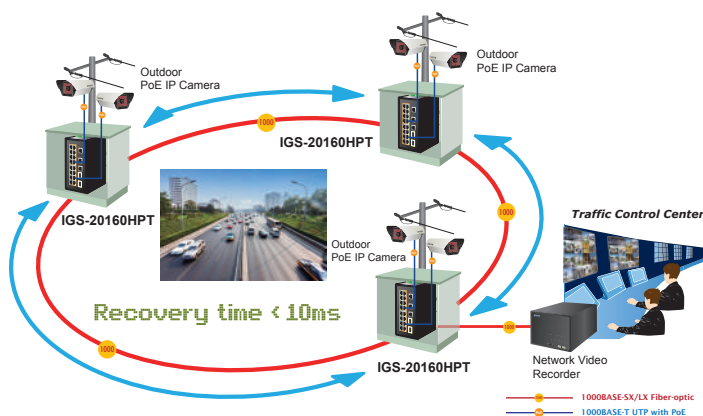 Outdoor
PoE IP Camera
Outdoor
PoE IP Camera
1000
IGS-20160HPT
IGS-20160HPT
1000
Traffic Control Center
Outdoor
PoE IP Camera
Recovery time < 10ms
1000
1000
IGS-20160HPT
Network Video
Recorder
1000BASE-SX/LX Fiber-optic
1000BASE-T UTP with PoE